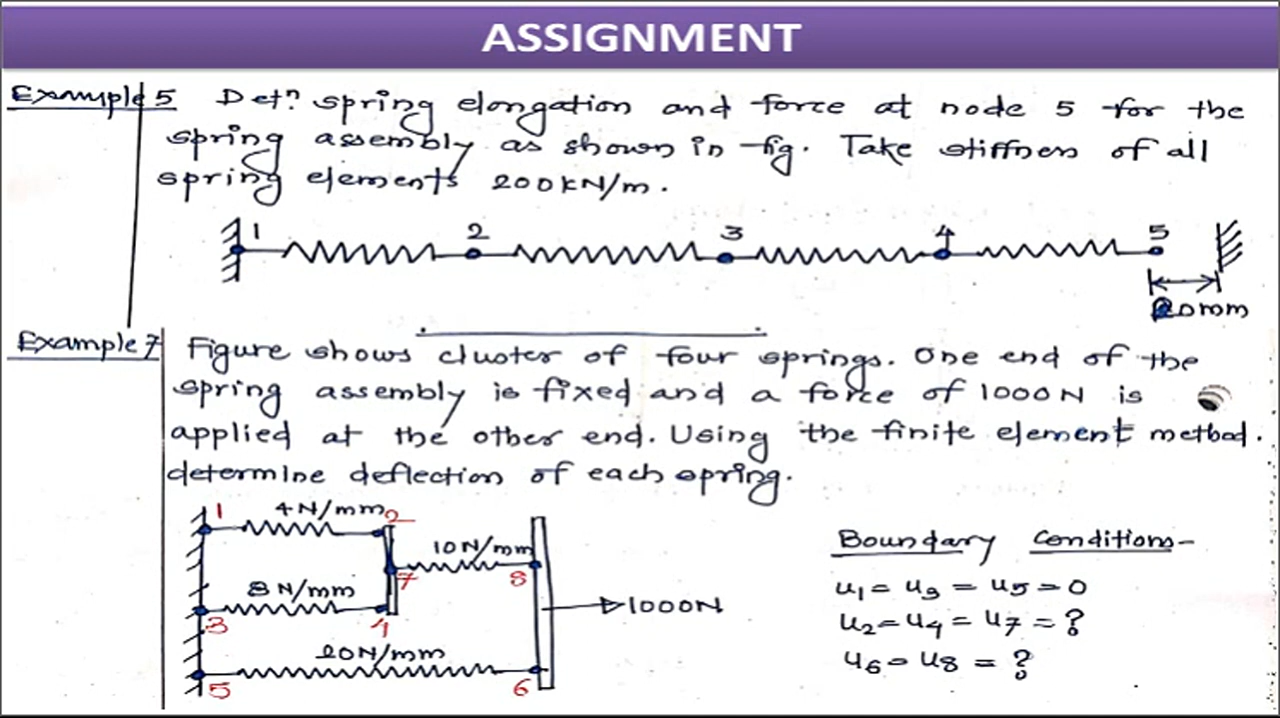 ASSIGNMENT
Example 5 Detⁿ spring elongation and force at node 5 for the
spring assembly as shown in fig. Take stiffness of all
spring elements 200kN/m.
1 2 3 4 5
20mm
Example 7 Figure shows cluster of four springs. One end of the
spring assembly is fixed and a force of 1000N is
applied at the other end. Using the finite element method.
determine deflection of each spring.
1 4N/mm 2
10N/mm
7 8
8N/mm
3 4
1000N
20N/mm
5 6
Boundary Conditions-
u₁ = u₃ = u₅ = 0
u₂ = u₄ = u₇ = ?
u₆ = u₈ = ?